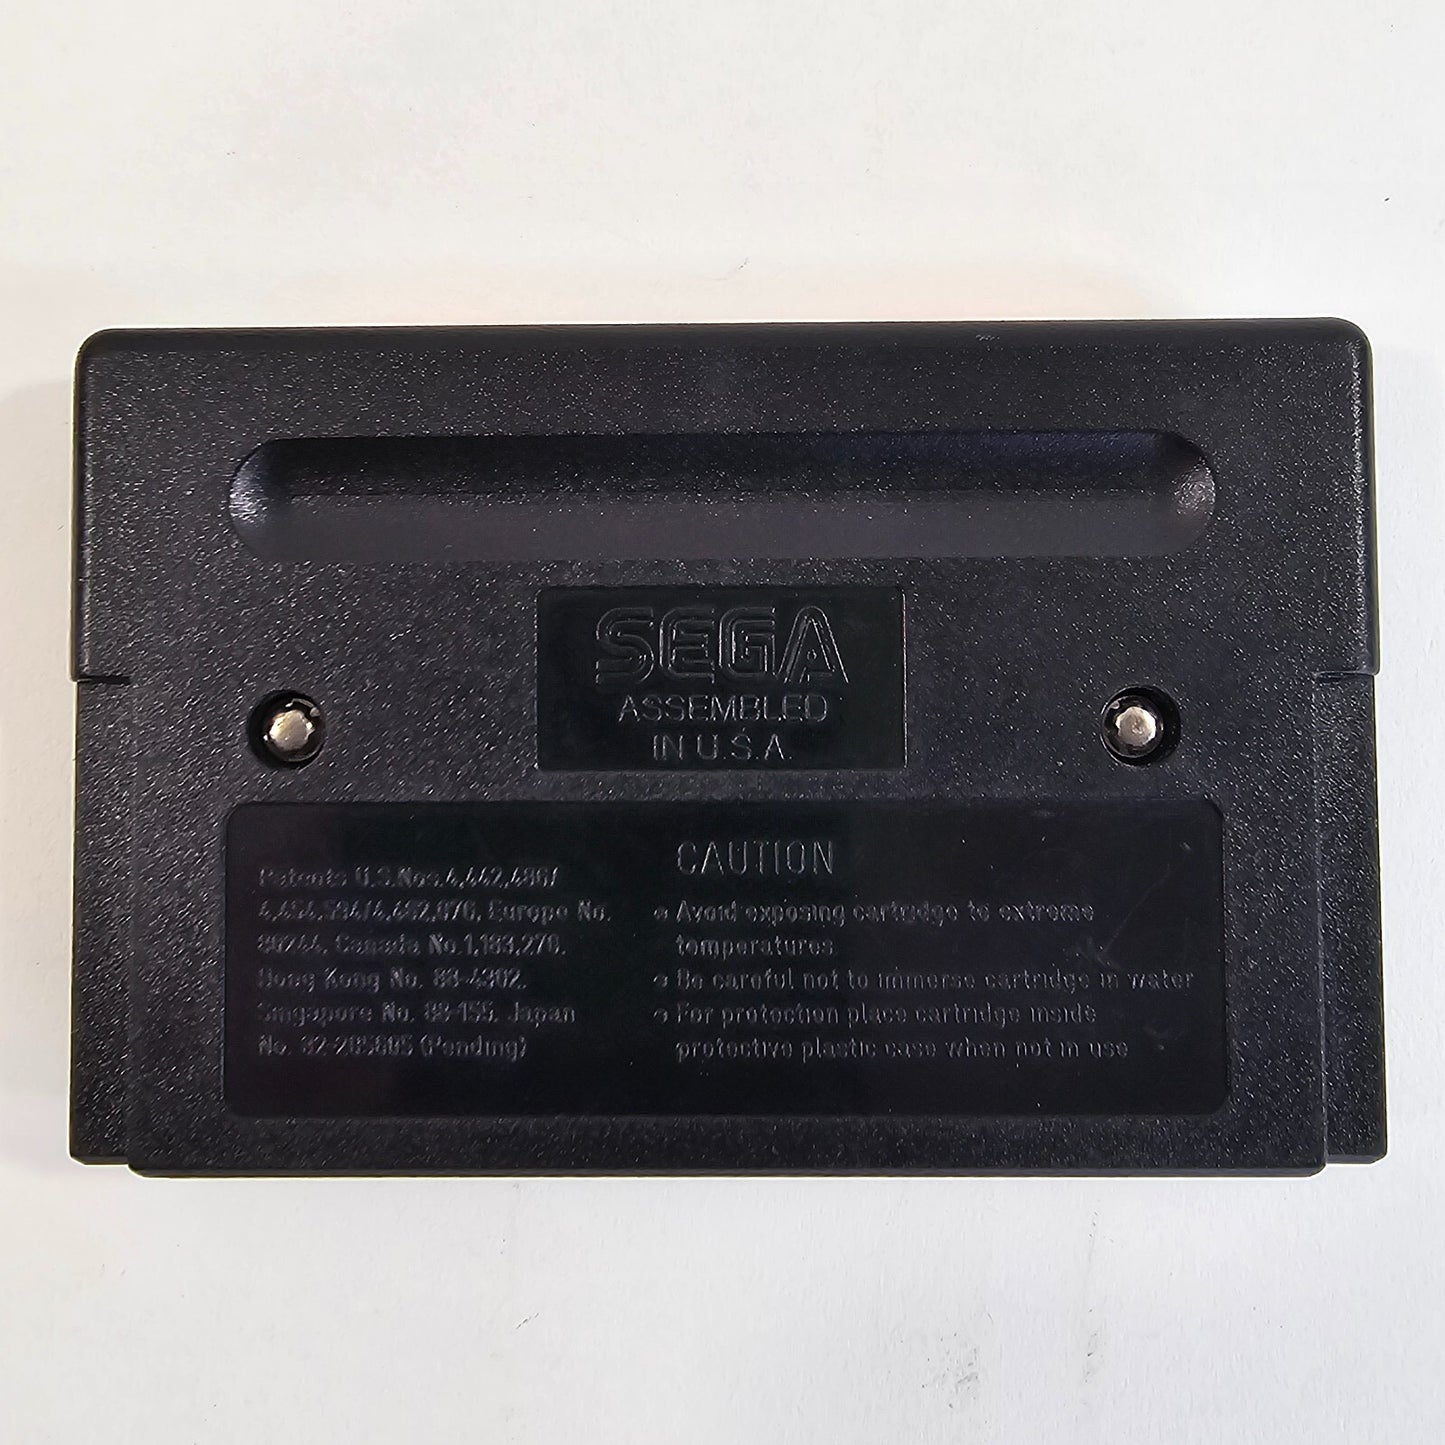 SEGA
ASSEMBLED
IN U.S.A.
Patents U.S.Nos.4,442,486/
4,454,594/4,462,076, Europe No.
80244, Canada No.1,183,276,
Hong Kong No. 88-4302,
Singapore No. 88-155, Japan
No. 82-205605 (Pending)
CAUTION
• Avoid exposing cartridge to extreme
temperatures
• Be careful not to immerse cartridge in water
• For protection place cartridge inside
protective plastic case when not in use